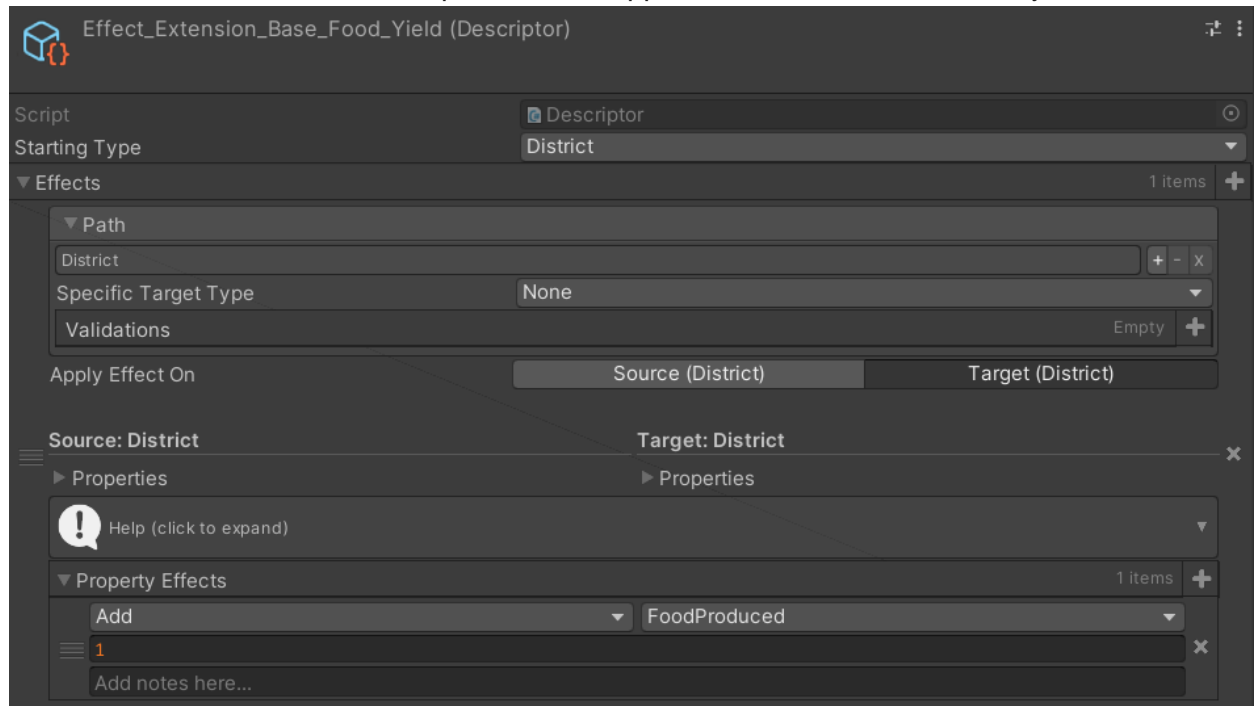 Effect_Extension_Base_Food_Yield (Descriptor)
Script Descriptor
Starting Type District
Effects 1 items +
Path
District + - x
Specific Target Type None
Validations Empty +
Apply Effect On Source (District) Target (District)
Source: District Target: District
Properties Properties
Help (click to expand)
Property Effects 1 items +
Add FoodProduced
1
Add notes here...